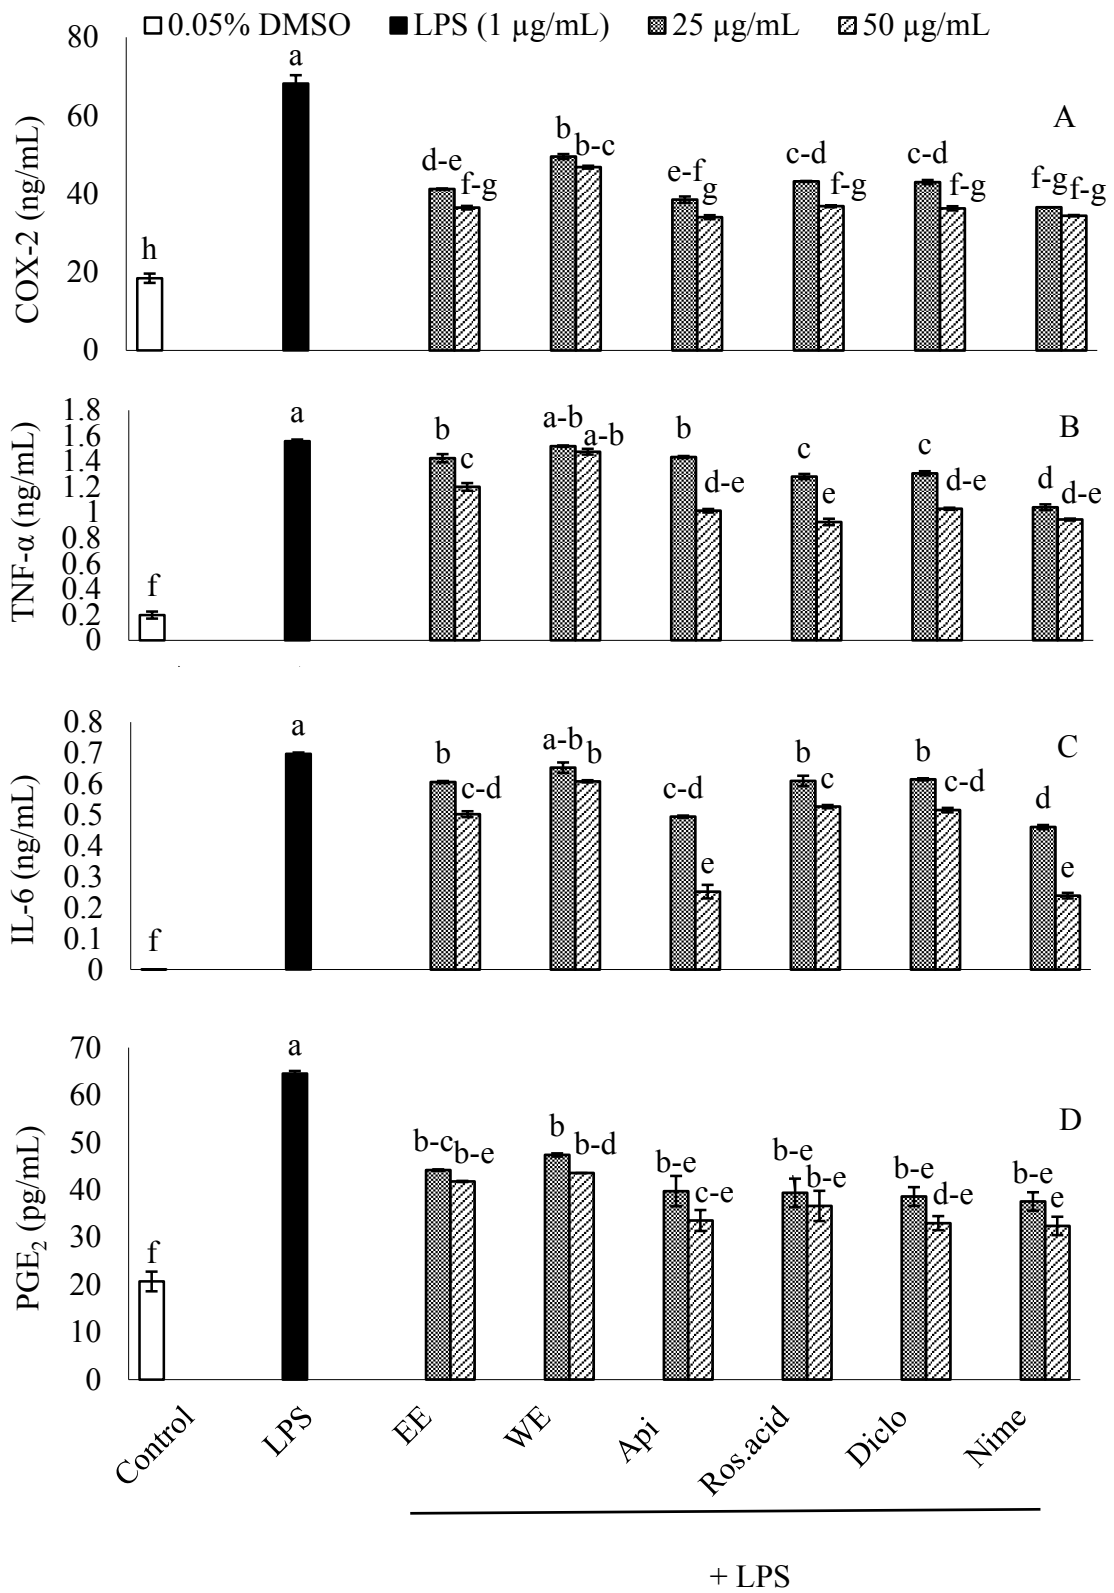 0.05% DMSO LPS (1 µg/mL) 25 µg/mL 50 µg/mL
A
COX-2 (ng/mL)
80
60
40
20
0
h a d-e f-g b b-c e-f g c-d f-g c-d f-g f-g f-g
B
TNF-α (ng/mL)
1.8
1.6
1.4
1.2
1
0.8
0.6
0.4
0.2
0
f a b c a-b a-b b d-e c e c d-e d d-e
C
IL-6 (ng/mL)
0.8
0.7
0.6
0.5
0.4
0.3
0.2
0.1
0
f a b c-d a-b b c-d e b c b c-d d e
D
PGE₂ (pg/mL)
70
60
50
40
30
20
10
0
f a b-c b-e b b-d b-e c-e b-e b-e b-e d-e b-e e
Control LPS EE WE Api Ros.acid Diclo Nime
+ LPS